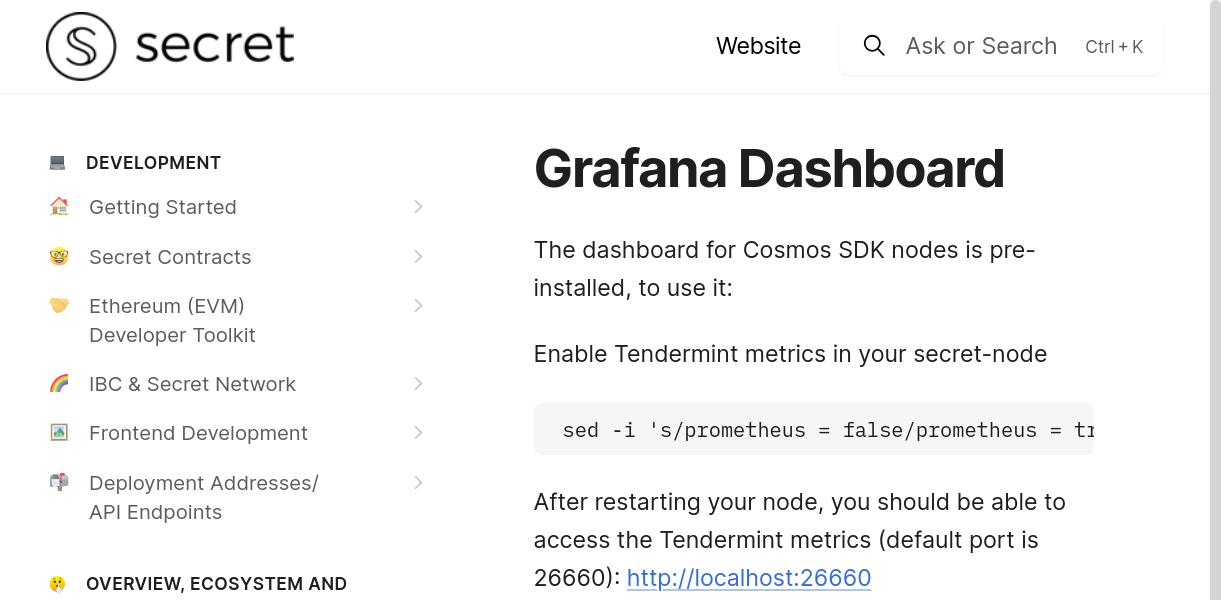 secret
Website
Ask or Search
Ctrl + K
DEVELOPMENT
Getting Started
Secret Contracts
Ethereum (EVM)
Developer Toolkit
IBC & Secret Network
Frontend Development
Deployment Addresses/
API Endpoints
OVERVIEW, ECOSYSTEM AND
Grafana Dashboard
The dashboard for Cosmos SDK nodes is pre-
installed, to use it:
Enable Tendermint metrics in your secret-node
sed -i 's/prometheus = false/prometheus = tr
After restarting your node, you should be able to
access the Tendermint metrics (default port is
26660): http://localhost:26660